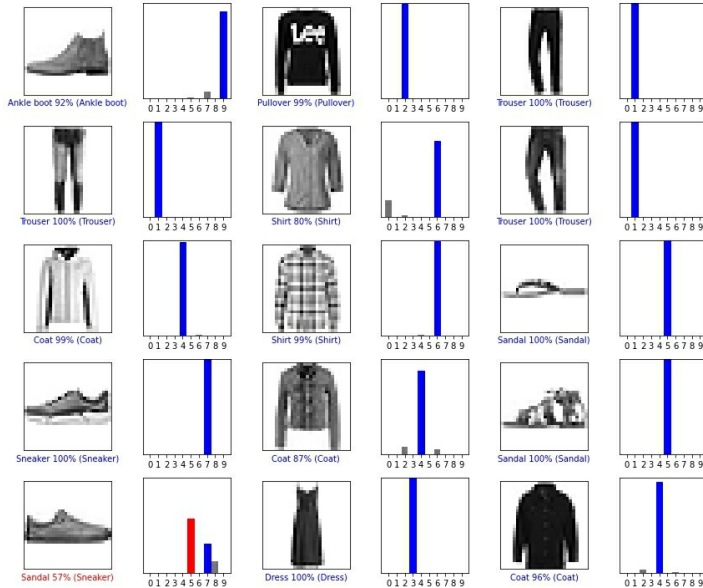 Lee
Ankle boot 92% (Ankle boot)
0 1 2 3 4 5 6 7 8 9
Pullover 99% (Pullover)
0 1 2 3 4 5 6 7 8 9
Trouser 100% (Trouser)
0 1 2 3 4 5 6 7 8 9
Trouser 100% (Trouser)
0 1 2 3 4 5 6 7 8 9
Shirt 80% (Shirt)
0 1 2 3 4 5 6 7 8 9
Trouser 100% (Trouser)
0 1 2 3 4 5 6 7 8 9
Coat 99% (Coat)
0 1 2 3 4 5 6 7 8 9
Shirt 99% (Shirt)
0 1 2 3 4 5 6 7 8 9
Sandal 100% (Sandal)
0 1 2 3 4 5 6 7 8 9
Sneaker 100% (Sneaker)
0 1 2 3 4 5 6 7 8 9
Coat 87% (Coat)
0 1 2 3 4 5 6 7 8 9
Sandal 100% (Sandal)
0 1 2 3 4 5 6 7 8 9
Sandal 57% (Sneaker)
0 1 2 3 4 5 6 7 8 9
Dress 100% (Dress)
0 1 2 3 4 5 6 7 8 9
Coat 96% (Coat)
0 1 2 3 4 5 6 7 8 9